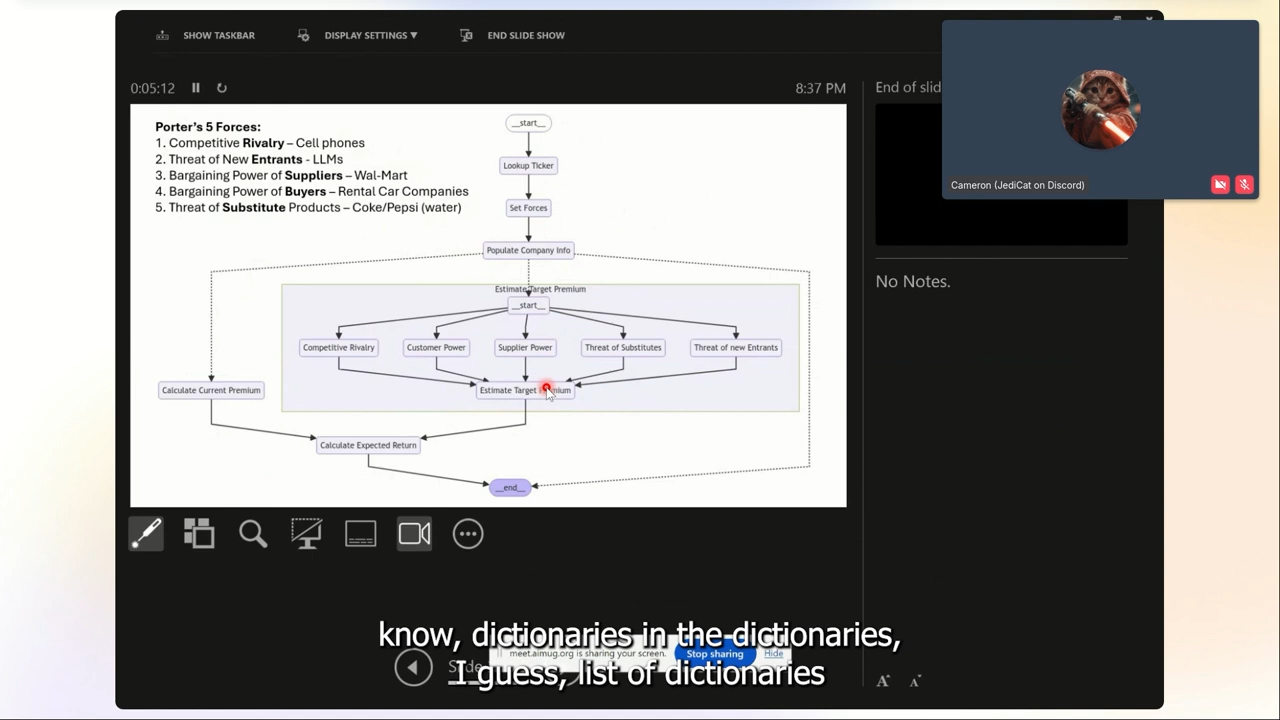 SHOW TASKBAR
DISPLAY SETTINGS ▼
END SLIDE SHOW
0:05:12
8:37 PM
End of slid
Cameron (JediCat on Discord)
No Notes.
Porter's 5 Forces:
1. Competitive Rivalry – Cell phones
2. Threat of New Entrants - LLMs
3. Bargaining Power of Suppliers – Wal-Mart
4. Bargaining Power of Buyers – Rental Car Companies
5. Threat of Substitute Products – Coke/Pepsi (water)
__start__
Lookup Ticker
Set Forces
Populate Company Info
Estimate Target Premium
__start__
Competitive Rivalry
Customer Power
Supplier Power
Threat of Substitutes
Threat of new Entrants
Calculate Current Premium
Estimate Target Premium
Calculate Expected Return
__end__
know, dictionaries in the dictionaries,
meet.aimug.org is sharing your screen.
Stop sharing
Hide
I guess, list of dictionaries
A
A